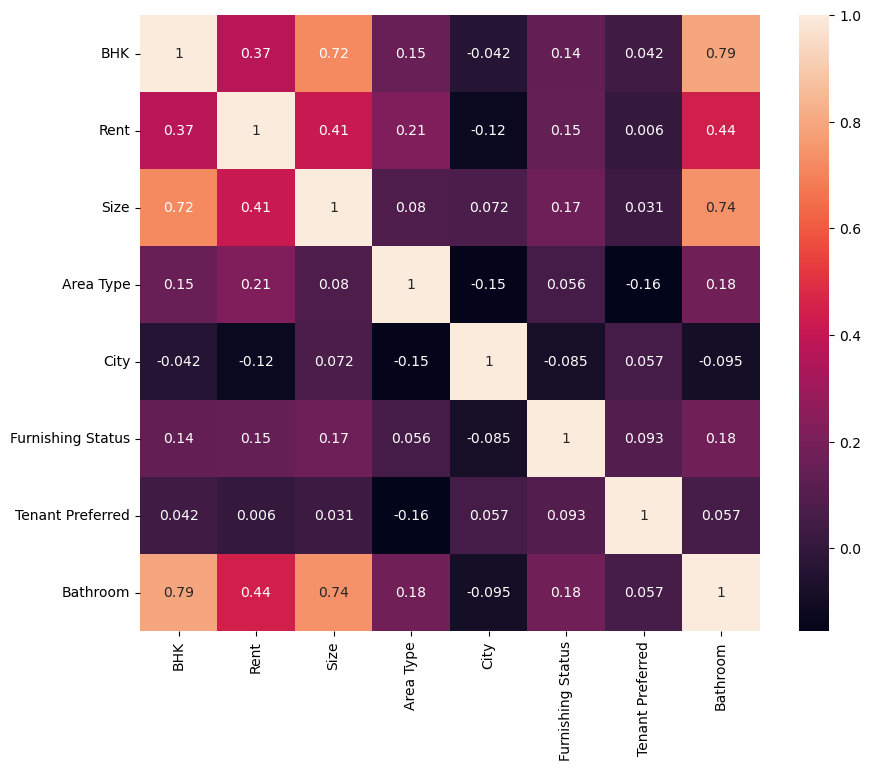 BHK 1 0.37 0.72 0.15 -0.042 0.14 0.042 0.79
Rent 0.37 1 0.41 0.21 -0.12 0.15 0.006 0.44
Size 0.72 0.41 1 0.08 0.072 0.17 0.031 0.74
Area Type 0.15 0.21 0.08 1 -0.15 0.056 -0.16 0.18
City -0.042 -0.12 0.072 -0.15 1 -0.085 0.057 -0.095
Furnishing Status 0.14 0.15 0.17 0.056 -0.085 1 0.093 0.18
Tenant Preferred 0.042 0.006 0.031 -0.16 0.057 0.093 1 0.057
Bathroom 0.79 0.44 0.74 0.18 -0.095 0.18 0.057 1
BHK
Rent
Size
Area Type
City
Furnishing Status
Tenant Preferred
Bathroom
1.0
0.8
0.6
0.4
0.2
0.0